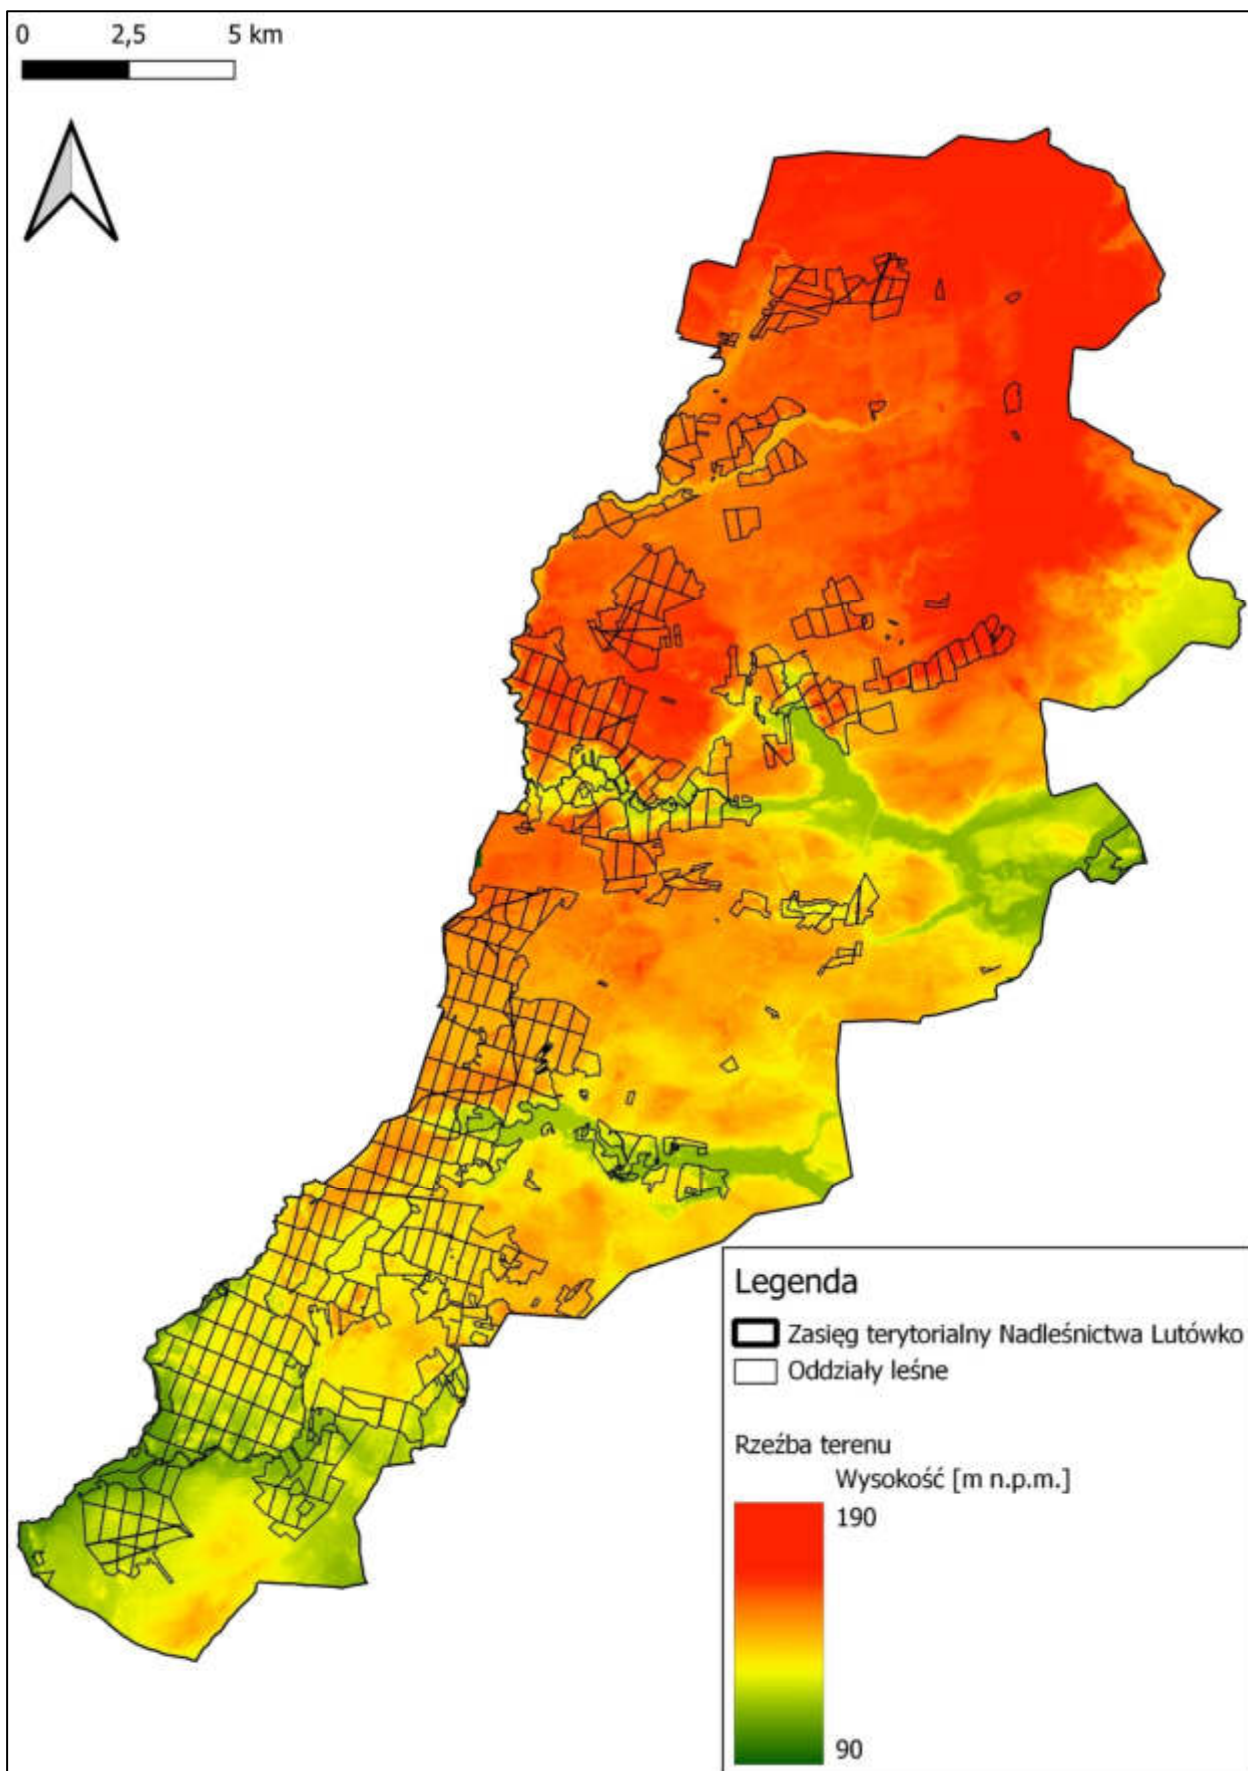 0 2,5 5 km
Legenda
Zasięg terytorialny Nadleśnictwa Lutówko
Oddziały leśne
Rzeźba terenu
Wysokość [m n.p.m.]
190
90